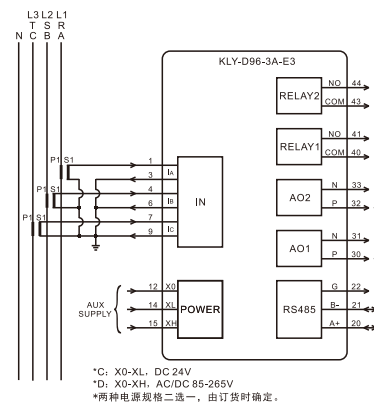 L3 L2 L1
T S R
N C B A
KLY-D96-3A-E3
RELAY2
NO 44
COM 43
RELAY1
NO 41
COM 40
P1 S1
1
IA
3
P1 S1
4
IB
6
P1 S1
7
IC
9
IN
AO2
N 33
P 32
AO1
N 31
P 30
AUX
SUPPLY
12 X0
14 XL
15 XH
POWER
RS485
G 22
B- 21
A+ 20
*C: X0-XL, DC 24V
*D: X0-XH, AC/DC 85-265V
*两种电源规格二选一,由订货时确定。